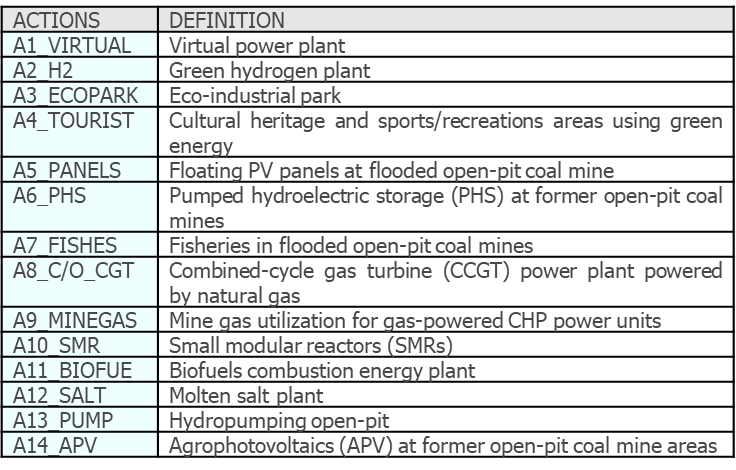 ACTIONS DEFINITION
A1_VIRTUAL Virtual power plant
A2_H2 Green hydrogen plant
A3_ECOPARK Eco-industrial park
A4_TOURIST Cultural heritage and sports/recreations areas using green
energy
A5_PANELS Floating PV panels at flooded open-pit coal mine
A6_PHS Pumped hydroelectric storage (PHS) at former open-pit coal
mines
A7_FISHES Fisheries in flooded open-pit coal mines
A8_C/O_CGT Combined-cycle gas turbine (CCGT) power plant powered
by natural gas
A9_MINEGAS Mine gas utilization for gas-powered CHP power units
A10_SMR Small modular reactors (SMRs)
A11_BIOFUE Biofuels combustion energy plant
A12_SALT Molten salt plant
A13_PUMP Hydropumping open-pit
A14_APV Agrophotovoltaics (APV) at former open-pit coal mine areas